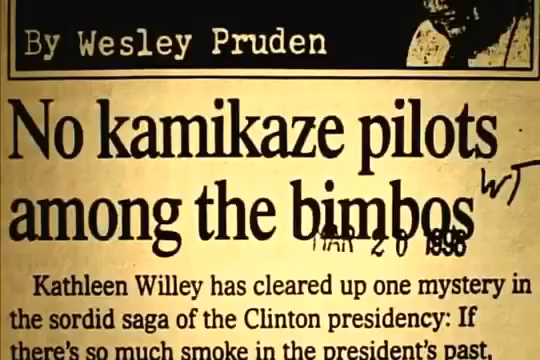 By Wesley Pruden
No kamikaze pilots
among the bimbos
WT
MAR 20 1998
Kathleen Willey has cleared up one mystery in
the sordid saga of the Clinton presidency: If
there's so much smoke in the president's past,